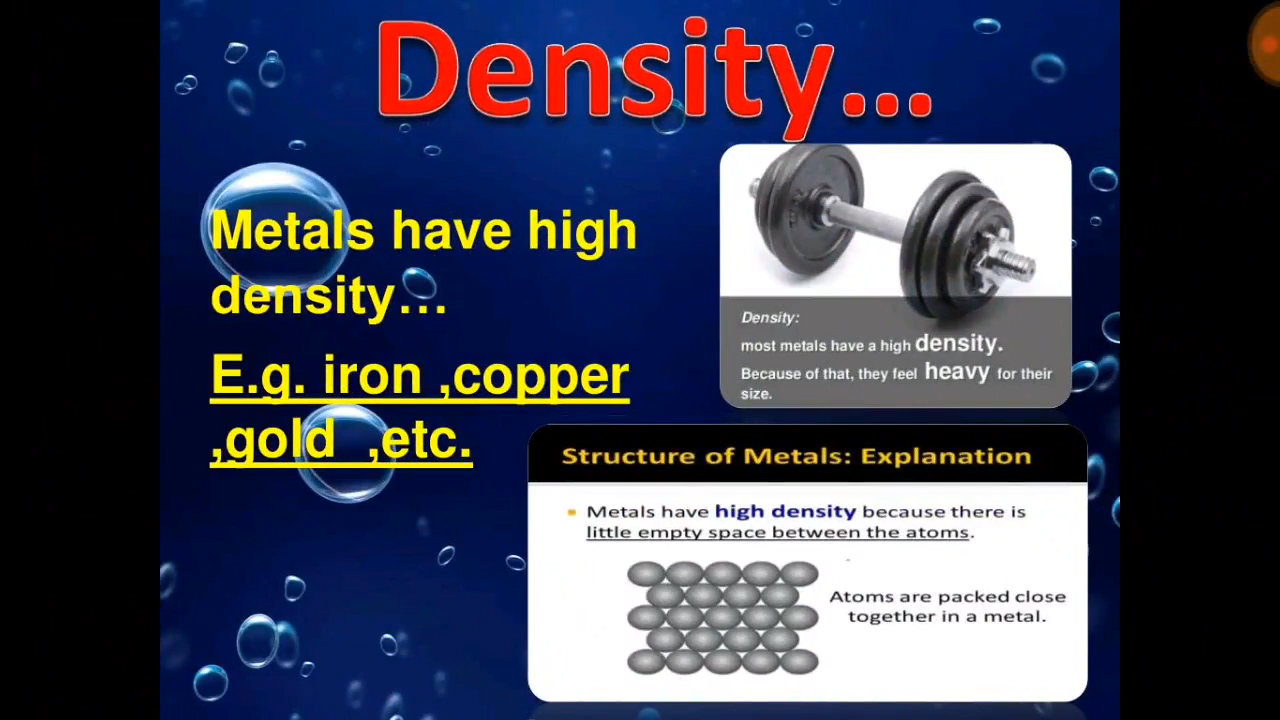 Density...
Metals have high
density...
E.g. iron ,copper
,gold ,etc.
Density:
most metals have a high density.
Because of that, they feel heavy for their
size.
Structure of Metals: Explanation
Metals have high density because there is
little empty space between the atoms.
Atoms are packed close
together in a metal.